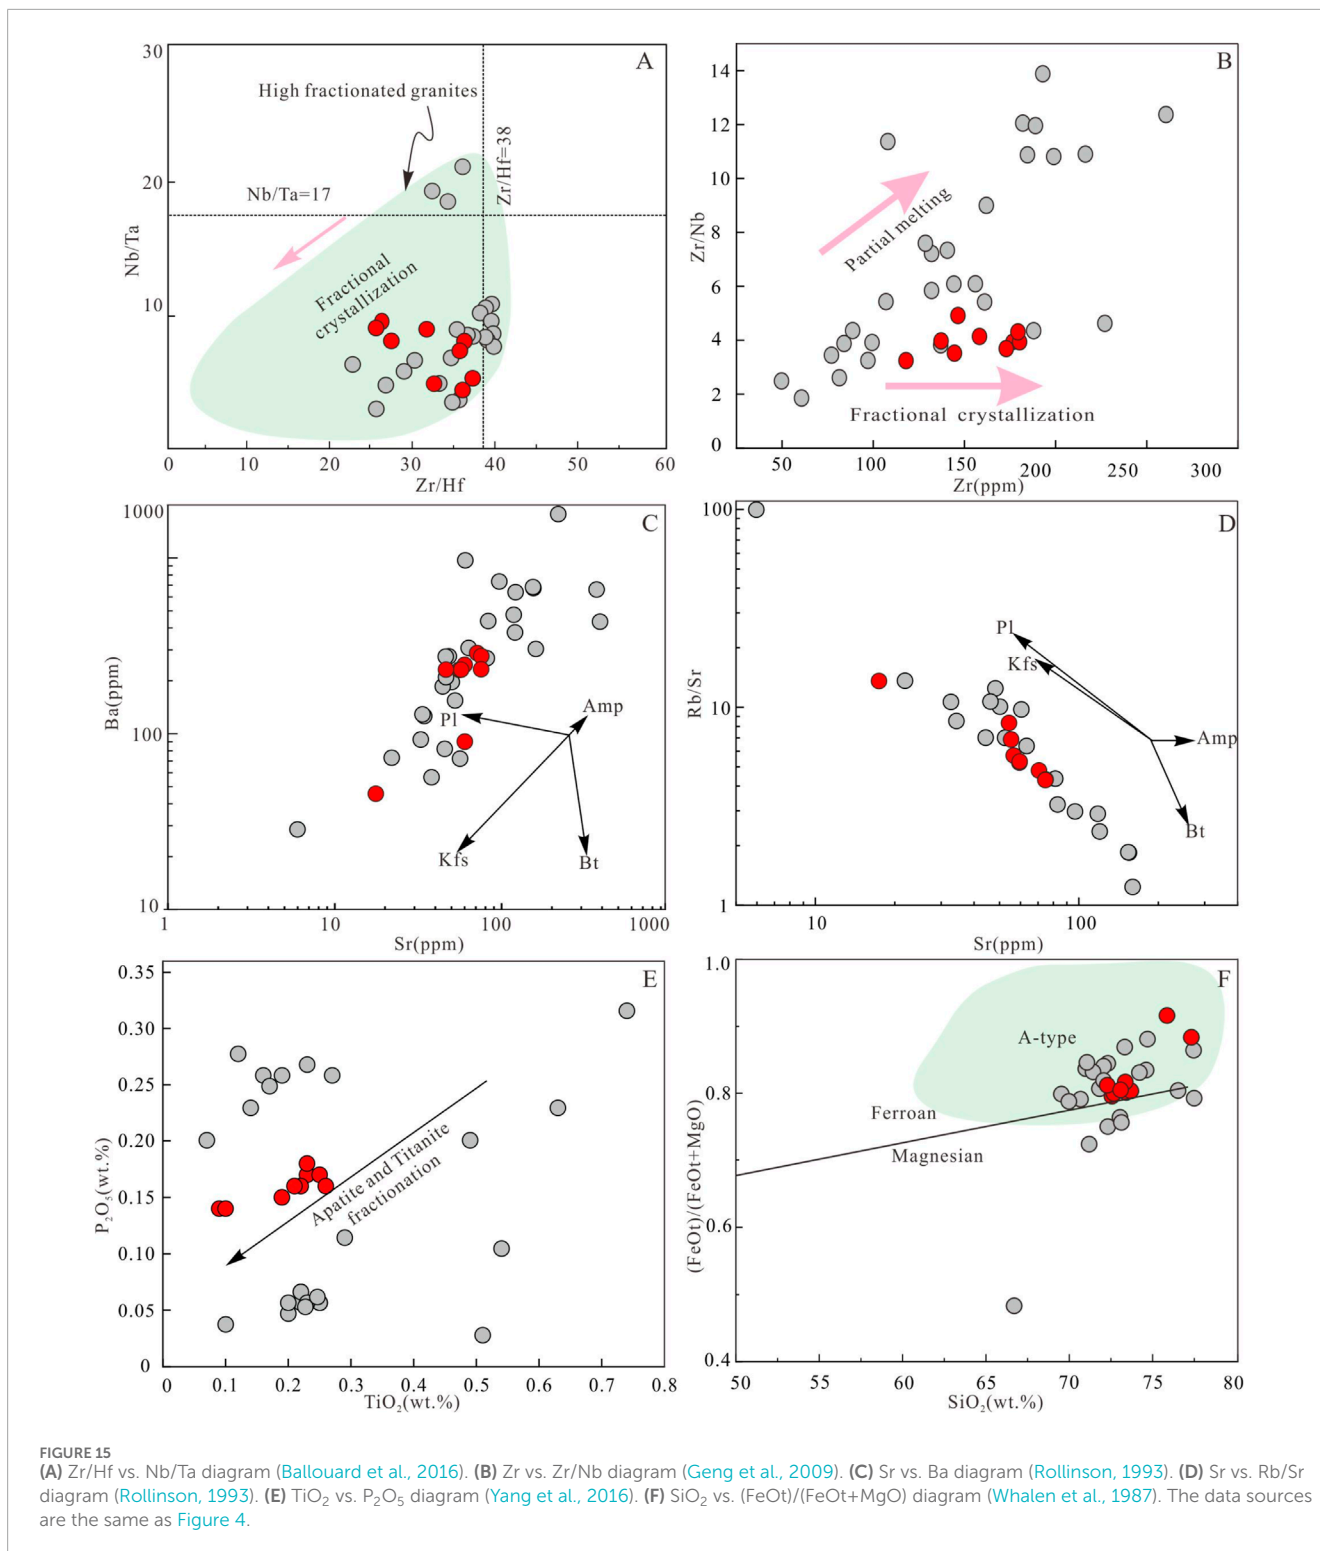 A
30
20
10
0
10
20
30
40
50
60
Nb/Ta
Zr/Hf
High fractionated granites
Nb/Ta=17
Zr/Hf=38
Fractional
crystallization
B
14
12
10
8
6
4
2
0
50
100
150
200
250
300
Zr/Nb
Zr(ppm)
Partial melting
Fractional crystallization
C
1000
100
10
1
10
100
1000
Ba(ppm)
Sr(ppm)
Pl
Amp
Kfs
Bt
D
100
10
1
10
100
Rb/Sr
Sr(ppm)
Pl
Kfs
Amp
Bt
E
0.35
0.30
0.25
0.20
0.15
0.10
0.05
0
0
0.1
0.2
0.3
0.4
0.5
0.6
0.7
0.8
P₂O₅(wt.%)
TiO₂(wt.%)
Apatite and Titanite
fractionation
F
1.0
0.8
0.6
0.4
50
55
60
65
70
75
80
(FeOt)/(FeOt+MgO)
SiO₂(wt.%)
A-type
Ferroan
Magnesian
FIGURE 15
(A) Zr/Hf vs. Nb/Ta diagram (Ballouard et al., 2016). (B) Zr vs. Zr/Nb diagram (Geng et al., 2009). (C) Sr vs. Ba diagram (Rollinson, 1993). (D) Sr vs. Rb/Sr
diagram (Rollinson, 1993). (E) TiO₂ vs. P₂O₅ diagram (Yang et al., 2016). (F) SiO₂ vs. (FeOt)/(FeOt+MgO) diagram (Whalen et al., 1987). The data sources
are the same as Figure 4.